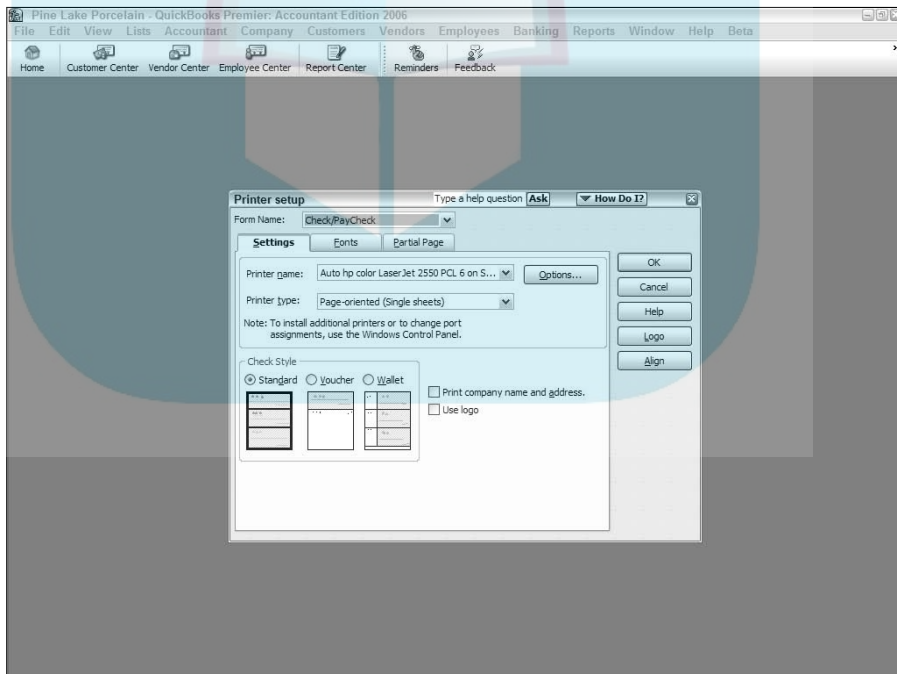 Pine Lake Porcelain - QuickBooks Premier: Accountant Edition 2006
File Edit View Lists Accountant Company Customers Vendors Employees Banking Reports Window Help Beta
Home Customer Center Vendor Center Employee Center Report Center Reminders Feedback
Printer setup Type a help question Ask How Do I?
Form Name: Check/PayCheck
Settings Fonts Partial Page
OK
Printer name: Auto hp color LaserJet 2550 PCL 6 on S... Options...
Cancel
Printer type: Page-oriented (Single sheets)
Help
Note: To install additional printers or to change port
assignments, use the Windows Control Panel.
Logo
Align
Check Style
Standard Voucher Wallet
Print company name and address.
Use logo